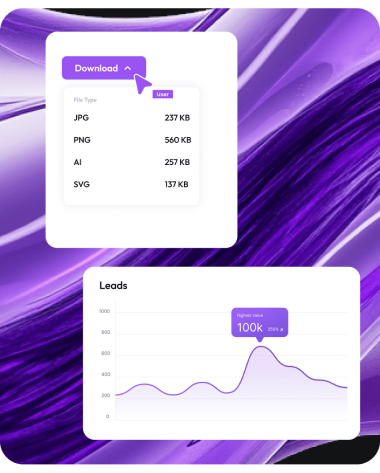 Download
User
File Type
JPG 237 KB
PNG 560 KB
AI 257 KB
SVG 137 KB
Leads
1000
800
600
400
200
0
Highest value
100k